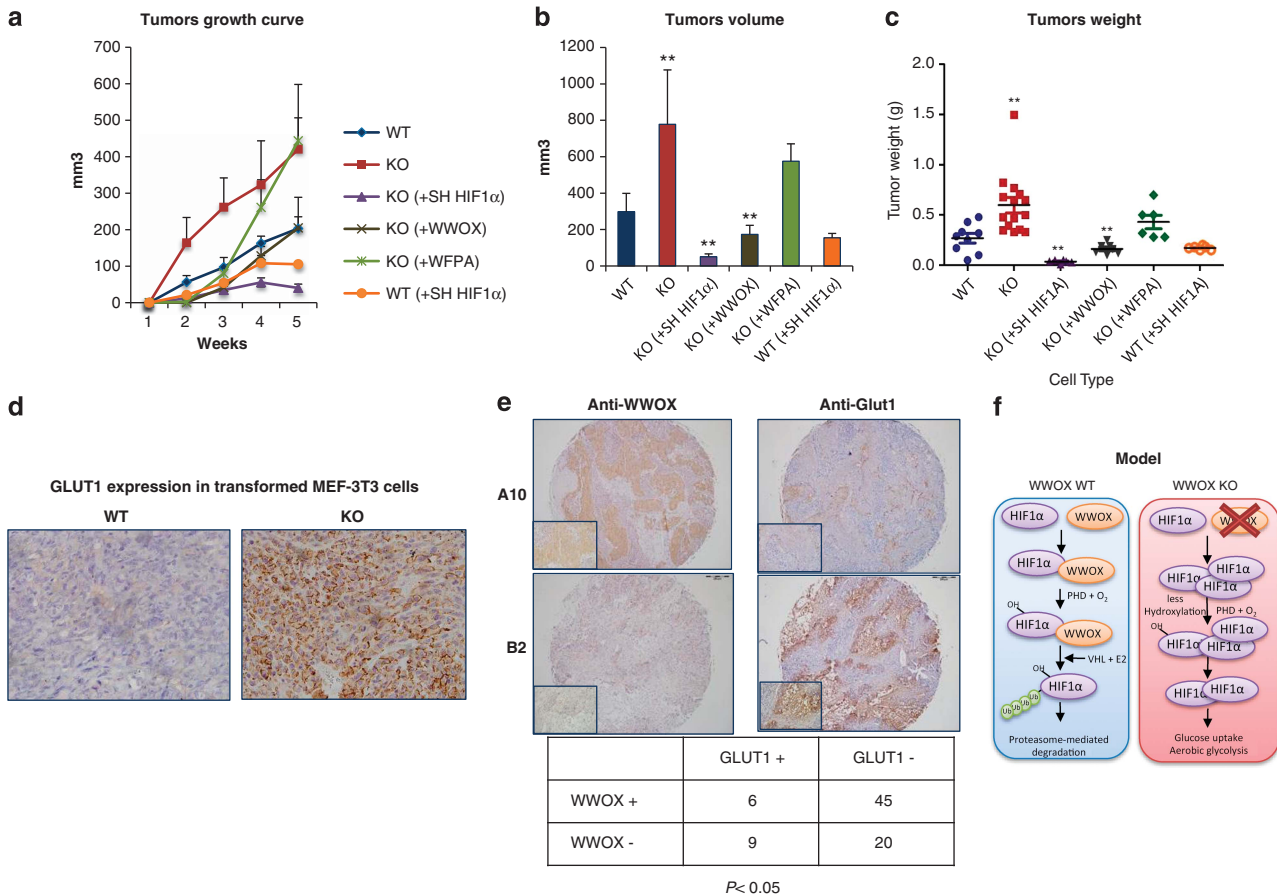 a
Tumors growth curve
700
600
500
400
300
200
100
0
mm3
1 2 3 4 5
Weeks
WT
KO
KO (+SH HIF1α)
KO (+WWOX)
KO (+WFPA)
WT (+SH HIF1α)
b
Tumors volume
1200
1000
800
600
400
200
0
mm3
**
**
**
WT
KO
KO (+SH HIF1α)
KO (+WWOX)
KO (+WFPA)
WT (+SH HIF1α)
c
Tumors weight
2.0
1.5
1.0
0.5
0.0
Tumor weight (g)
**
**
**
WT
KO
KO (+SH HIF1A)
KO (+WWOX)
KO (+WFPA)
WT (+SH HIF1A)
Cell Type
d
GLUT1 expression in transformed MEF-3T3 cells
WT KO
e
Anti-WWOX Anti-Glut1
A10
B2
GLUT1 + GLUT1 -
WWOX + 6 45
WWOX - 9 20
P< 0.05
f
Model
WWOX WT
HIF1α WWOX
HIF1α WWOX
PHD + O₂
OH
HIF1α WWOX
VHL + E2
OH
HIF1α
Ub Ub Ub Ub
Proteasome-mediated
degradation
WWOX KO
HIF1α WWOX
HIF1α HIF1α
HIF1α
less
Hydroxylation
PHD + O₂
OH
HIF1α HIF1α
HIF1α
HIF1α HIF1α
Glucose uptake
Aerobic glycolysis